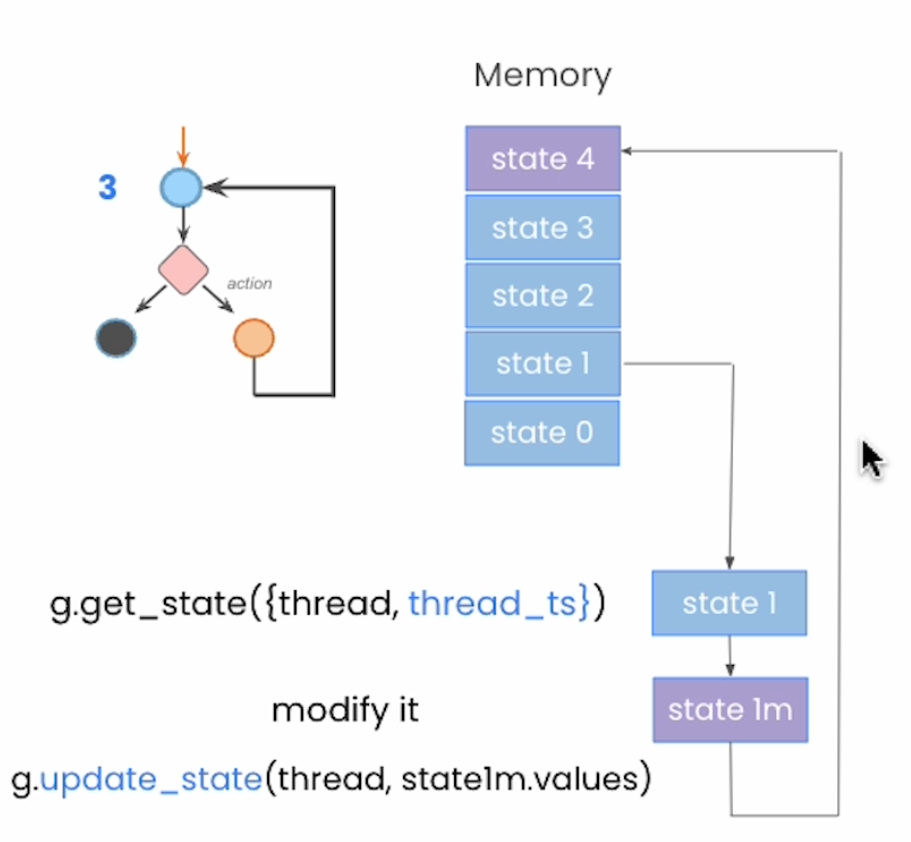 Memory
3
action
state 4
state 3
state 2
state 1
state 0
g.get_state({thread, thread_ts})
state 1
modify it
state 1m
g.update_state(thread, state1m.values)